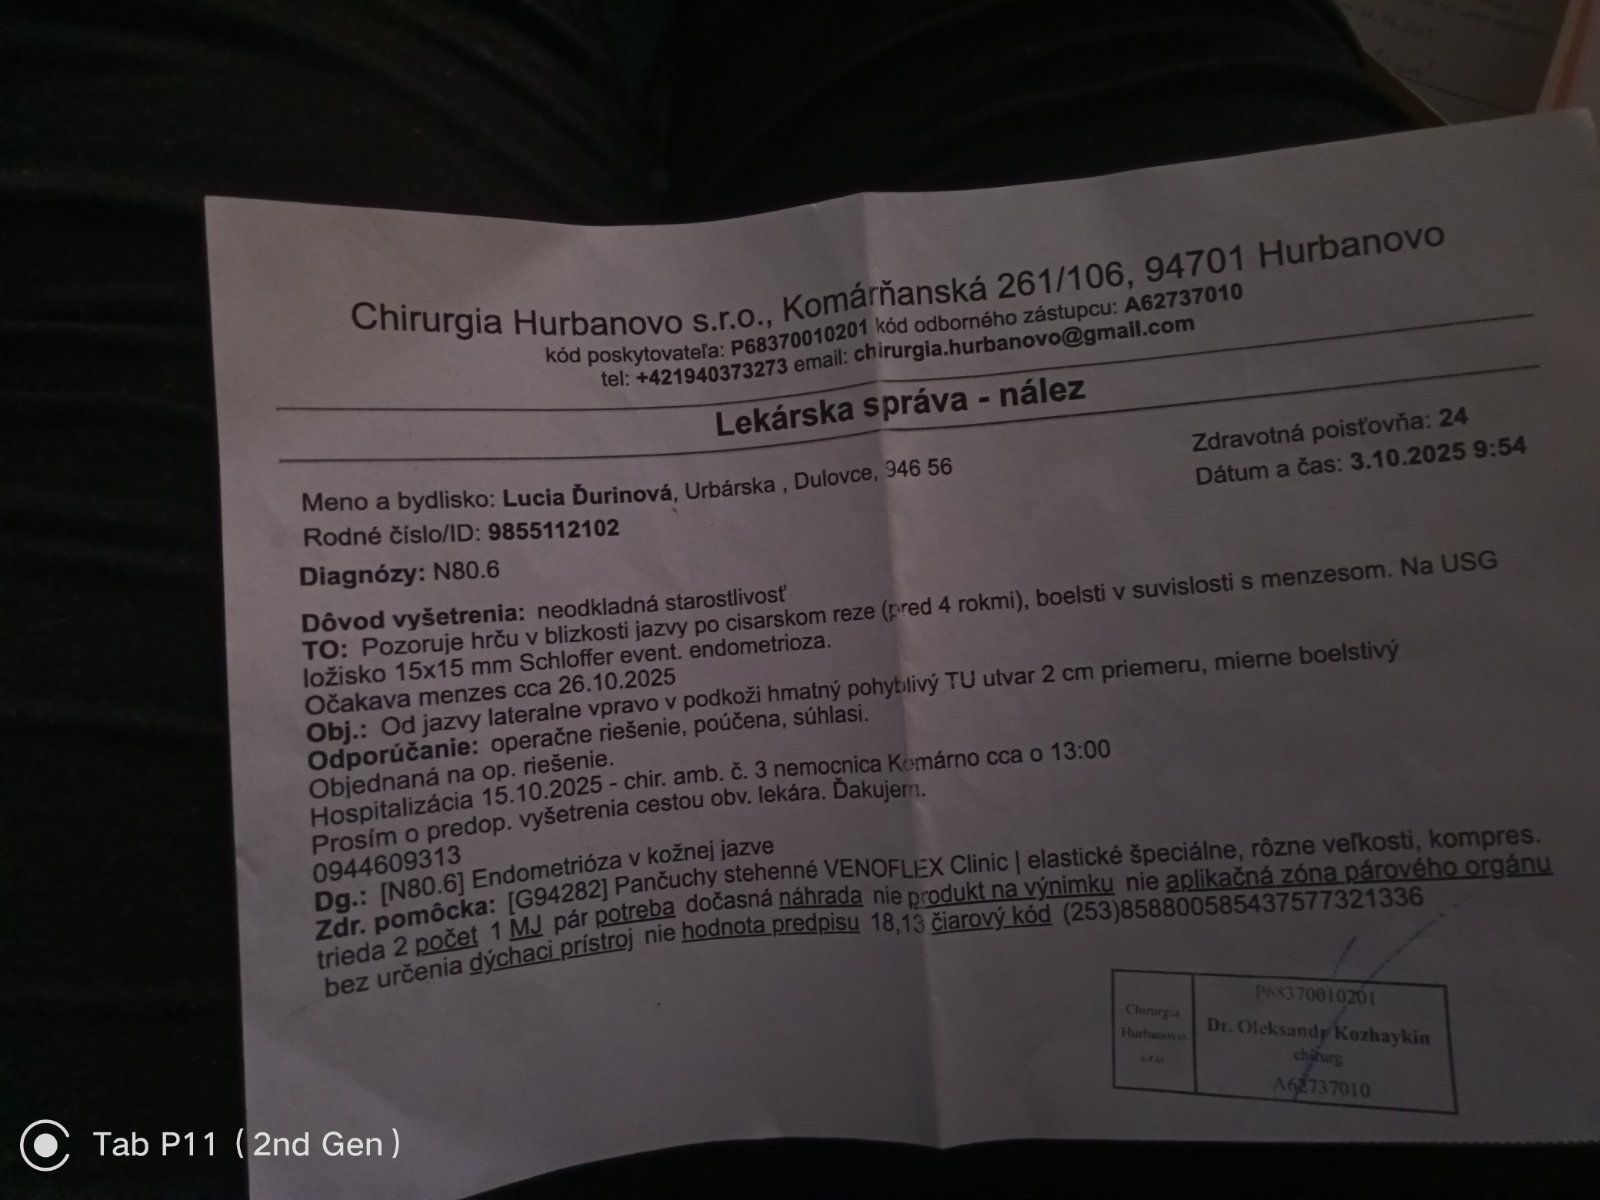 Chirurgia Hurbanovo s.r.o., Komárňanská 261/106, 94701 Hurbanovo
kód poskytovateľa: P68370010201 kód odborného zástupcu: A62737010
tel: +421940373273 email: chirurgia.hurbanovo@gmail.com
Lekárska správa - nález
Zdravotná poisťovňa: 24
Dátum a čas: 3.10.2025 9:54
Meno a bydlisko: Lucia Ďurinová, Urbárska , Dulovce, 946 56
Rodné číslo/ID: 9855112102
Diagnózy: N80.6
Dôvod vyšetrenia: neodkladná starostlivosť
TO: Pozoruje hrču v blizkosti jazvy po cisarskom reze (pred 4 rokmi), boelsti v suvislosti s menzesom. Na USG
ložisko 15x15 mm Schloffer event. endometrioza.
Očakava menzes cca 26.10.2025
Obj.: Od jazvy lateralne vpravo v podkoži hmatný pohyblivý TU utvar 2 cm priemeru, mierne boelstivý
Odporúčanie: operačne riešenie, poúčena, súhlasi.
Objednaná na op. riešenie.
Hospitalizácia 15.10.2025 - chir. amb. č. 3 nemocnica Komárno cca o 13:00
Prosím o predop. vyšetrenia cestou obv. lekára. Ďakujem.
0944609313
Dg.: [N80.6] Endometrióza v kožnej jazve
Zdr. pomôcka: [G94282] Pančuchy stehenné VENOFLEX Clinic | elastické špeciálne, rôzne veľkosti, kompres.
trieda 2 počet 1 MJ pár potreba dočasná náhrada nie produkt na výnimku nie aplikačná zóna párového orgánu
bez určenia dýchaci prístroj nie hodnota predpisu 18,13 čiarový kód (253)858800585437577321336
Chirurgia
Hurbanovo
s.r.o.
P68370010201
Dr. Oleksandr Kozhaykin
chirurg
A62737010
Tab P11 (2nd Gen)